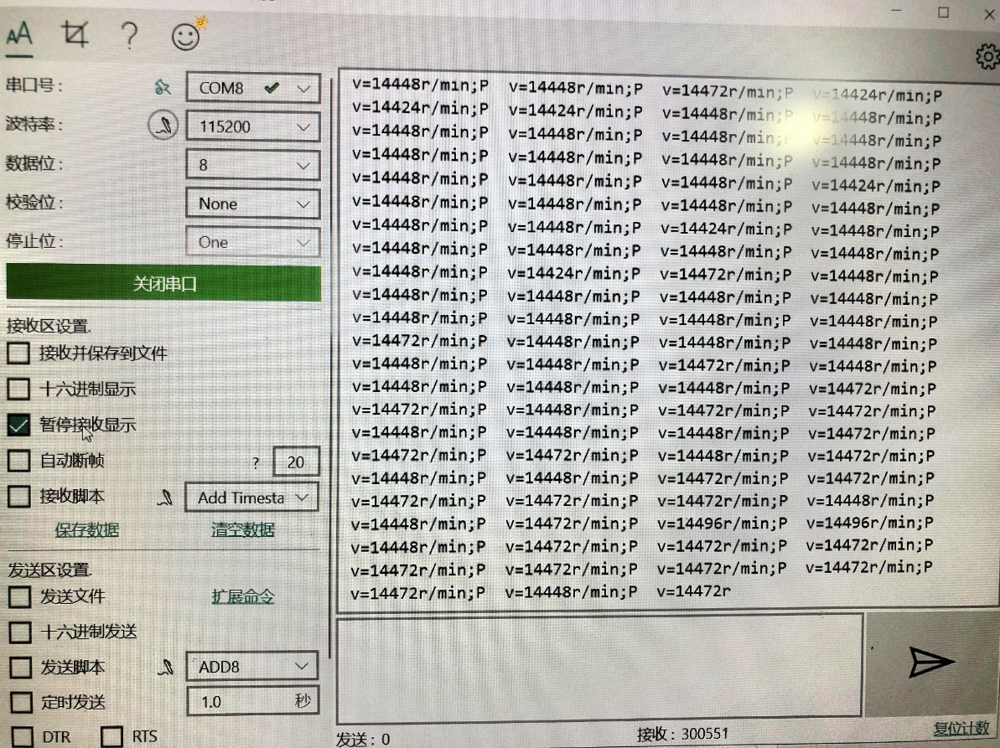 AA ?
串口号: COM8
波特率: 115200
数据位: 8
校验位: None
停止位: One
关闭串口
接收区设置.
接收并保存到文件
十六进制显示
暂停接收显示
自动断帧 ? 20
接收脚本 Add Timesta
保存数据 清空数据
发送区设置.
发送文件 扩展命令
十六进制发送
发送脚本 ADD8
定时发送 1.0 秒
DTR RTS
v=14448r/min;P v=14448r/min;P v=14472r/min;P v=14424r/min;P
v=14424r/min;P v=14424r/min;P v=14448r/min;P v=14448r/min;P
v=14448r/min;P v=14448r/min;P v=14448r/min;P v=14448r/min;P
v=14448r/min;P v=14448r/min;P v=14448r/min;P v=14448r/min;P
v=14448r/min;P v=14448r/min;P v=14448r/min;P v=14424r/min;P
v=14448r/min;P v=14448r/min;P v=14448r/min;P v=14448r/min;P
v=14448r/min;P v=14448r/min;P v=14424r/min;P v=14448r/min;P
v=14448r/min;P v=14448r/min;P v=14448r/min;P v=14448r/min;P
v=14448r/min;P v=14424r/min;P v=14472r/min;P v=14448r/min;P
v=14448r/min;P v=14448r/min;P v=14448r/min;P v=14448r/min;P
v=14448r/min;P v=14448r/min;P v=14448r/min;P v=14448r/min;P
v=14472r/min;P v=14448r/min;P v=14448r/min;P v=14448r/min;P
v=14448r/min;P v=14448r/min;P v=14472r/min;P v=14448r/min;P
v=14448r/min;P v=14448r/min;P v=14448r/min;P v=14472r/min;P
v=14472r/min;P v=14448r/min;P v=14472r/min;P v=14472r/min;P
v=14448r/min;P v=14472r/min;P v=14448r/min;P v=14472r/min;P
v=14472r/min;P v=14472r/min;P v=14448r/min;P v=14472r/min;P
v=14448r/min;P v=14448r/min;P v=14472r/min;P v=14472r/min;P
v=14472r/min;P v=14472r/min;P v=14472r/min;P v=14448r/min;P
v=14448r/min;P v=14472r/min;P v=14496r/min;P v=14496r/min;P
v=14448r/min;P v=14472r/min;P v=14472r/min;P v=14472r/min;P
v=14472r/min;P v=14472r/min;P v=14472r/min;P v=14472r/min;P
v=14472r/min;P v=14448r/min;P v=14472r
发送: 0 接收: 300551 复位计数